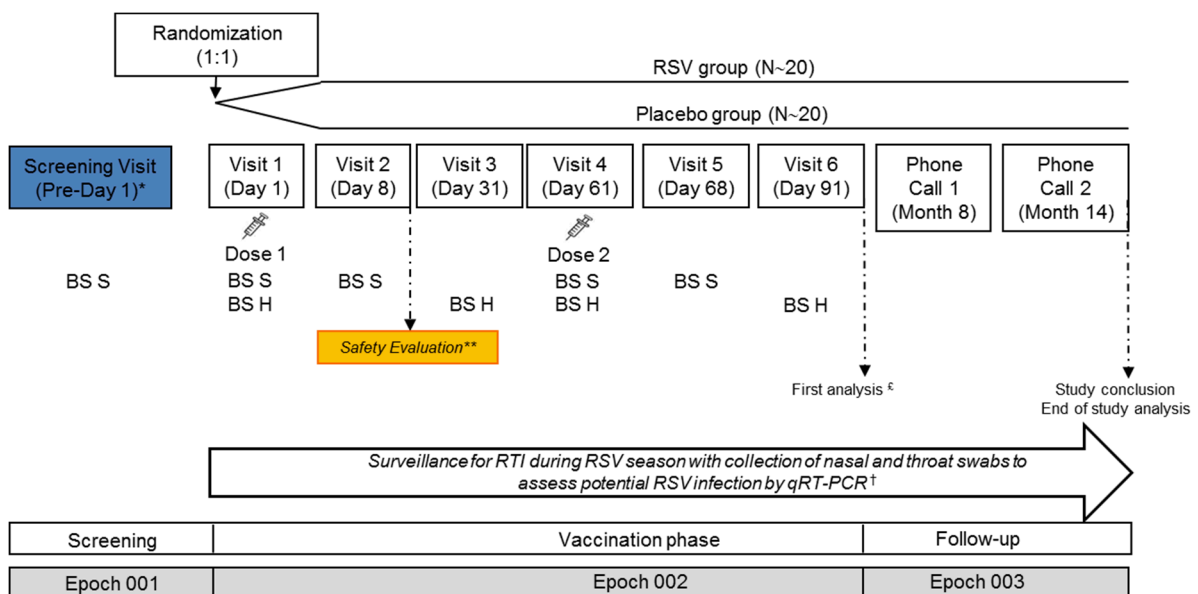 Randomization
(1:1)
RSV group (N~20)
Placebo group (N~20)
Screening Visit
(Pre-Day 1)*
Visit 1
(Day 1)
Visit 2
(Day 8)
Visit 3
(Day 31)
Visit 4
(Day 61)
Visit 5
(Day 68)
Visit 6
(Day 91)
Phone
Call 1
(Month 8)
Phone
Call 2
(Month 14)
Dose 1
Dose 2
BS S
BS S
BS S
BS S
BS S
BS H
BS H
BS H
BS H
Safety Evaluation**
First analysis £
Study conclusion
End of study analysis
Surveillance for RTI during RSV season with collection of nasal and throat swabs to
assess potential RSV infection by qRT-PCR†
Screening
Vaccination phase
Follow-up
Epoch 001
Epoch 002
Epoch 003